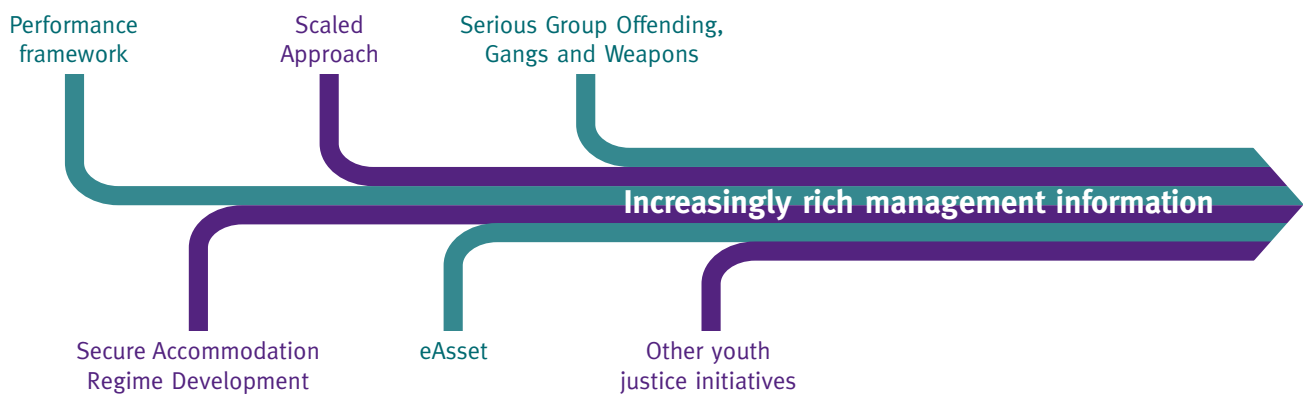 Performance
framework
Scaled
Approach
Serious Group Offending,
Gangs and Weapons
Increasingly rich management information
Secure Accommodation
Regime Development
eAsset
Other youth
justice initiatives